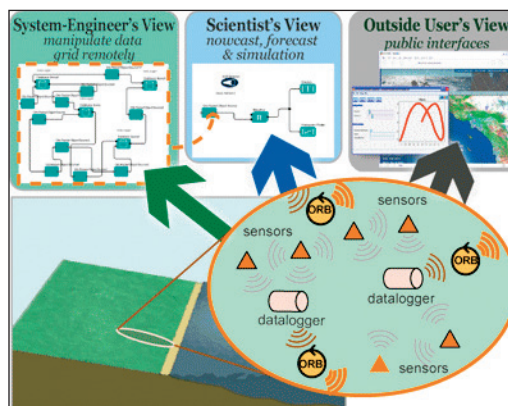 System-Engineer's View
manipulate data
grid remotely
Scientist's View
nowcast, forecast
& simulation
Outside User's View
public interfaces
ORB
sensors
sensors
ORB
datalogger
datalogger
ORB
sensors